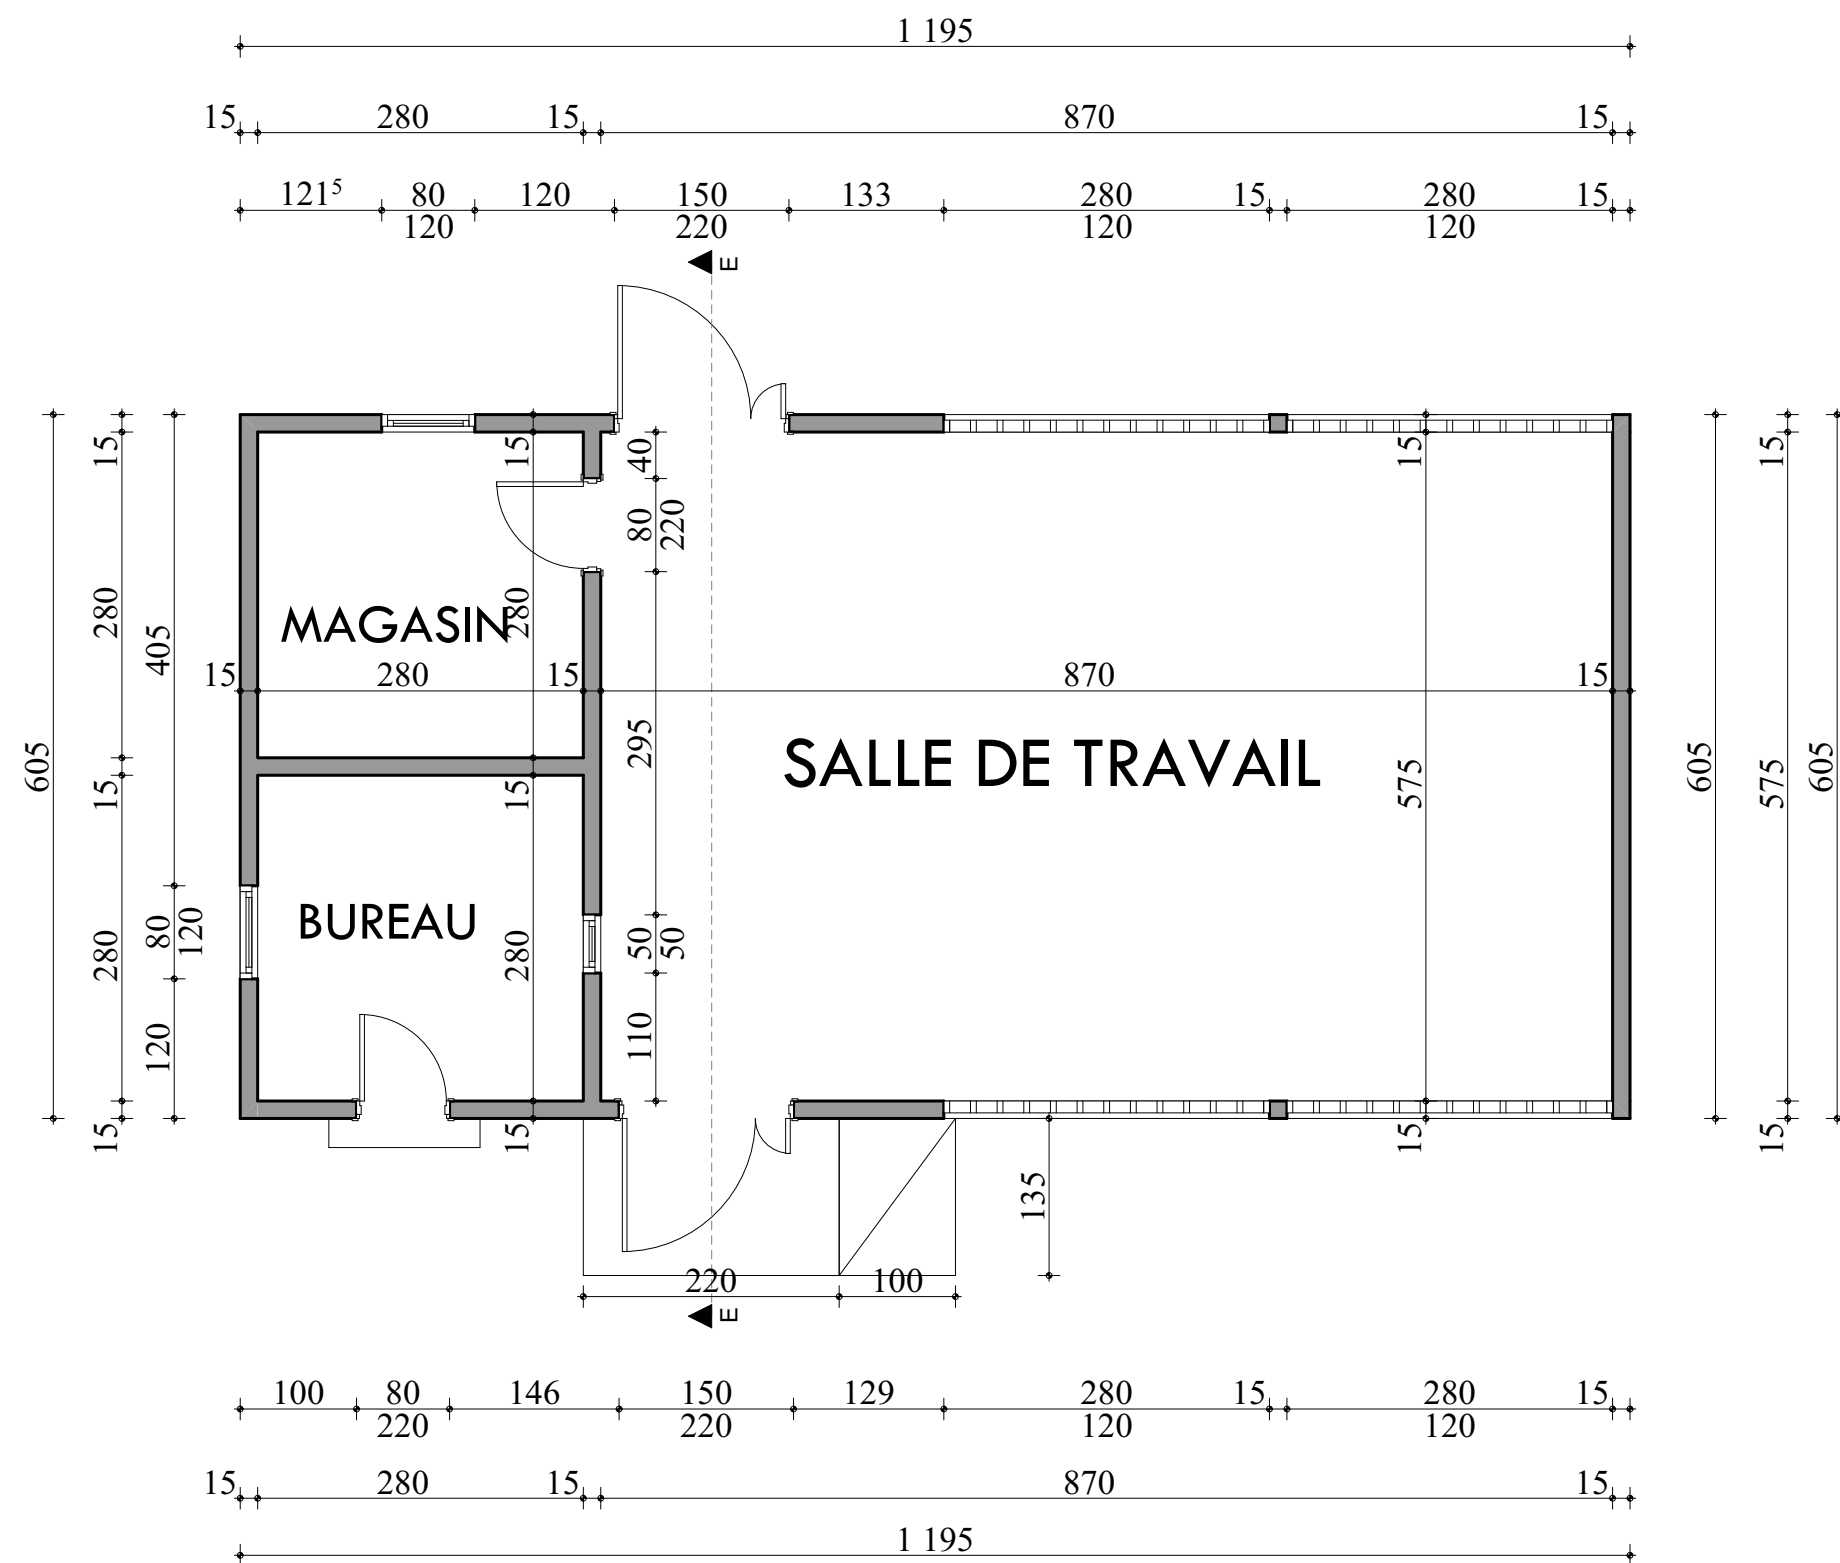 1 195
15 280 15 870 15
121⁵ 80 120 150 133 280 15 280 15
120 220 120 120
E
15 15 40 15 15
80 220
280 280
MAGASIN
405
15 280 15 870 15
295
SALLE DE TRAVAIL
605 15 15 575 605 575 605
BUREAU
280 80 120 280 50 50
120 110
15 15 15 15
135
220 100
E
100 80 146 150 129 280 15 280 15
220 220 120 120
15 280 15 870 15
1 195